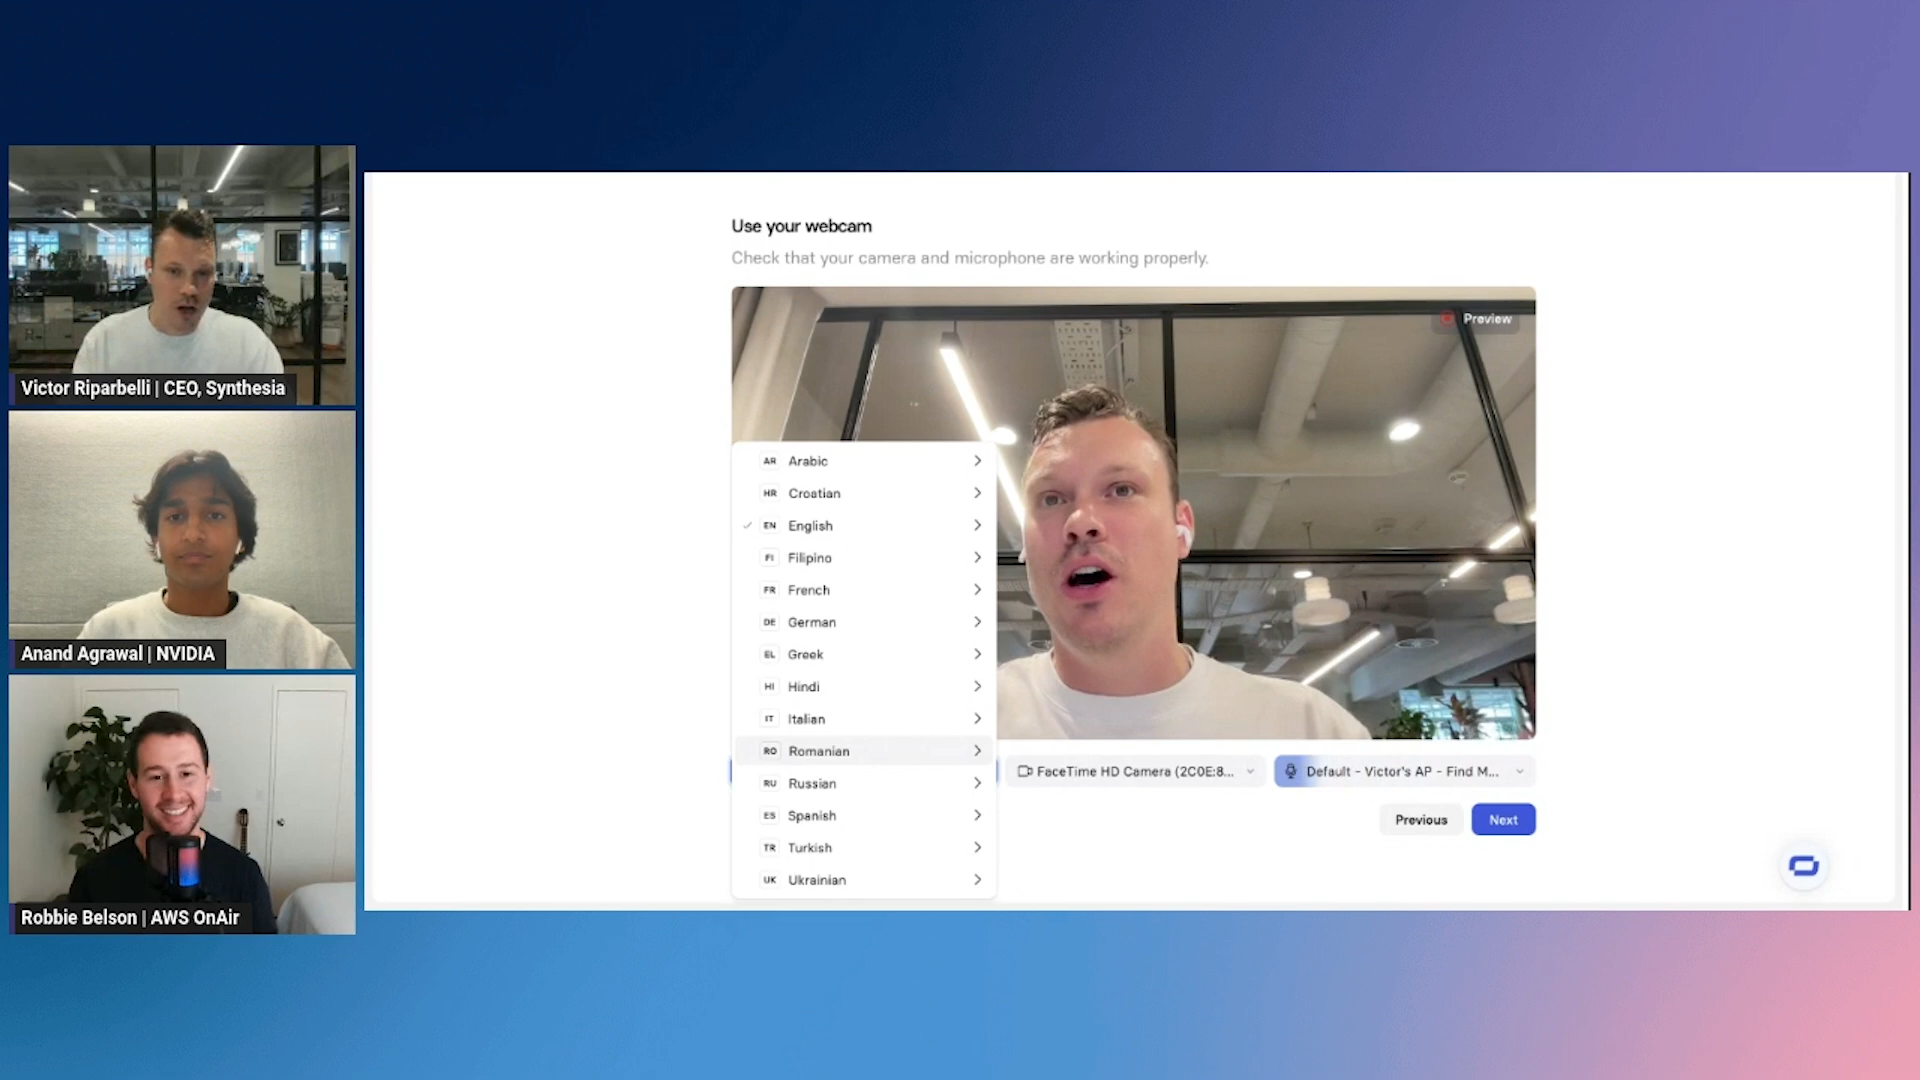 Victor Riparbelli | CEO, Synthesia
Anand Agrawal | NVIDIA
Robbie Belson | AWS OnAir
Use your webcam
Check that your camera and microphone are working properly.
Preview
AR Arabic
HR Croatian
EN English
FI Filipino
FR French
DE German
EL Greek
HI Hindi
IT Italian
RO Romanian
RU Russian
ES Spanish
TR Turkish
UK Ukrainian
FaceTime HD Camera (2C0E:8...
Default - Victor's AP - Find M...
Previous
Next